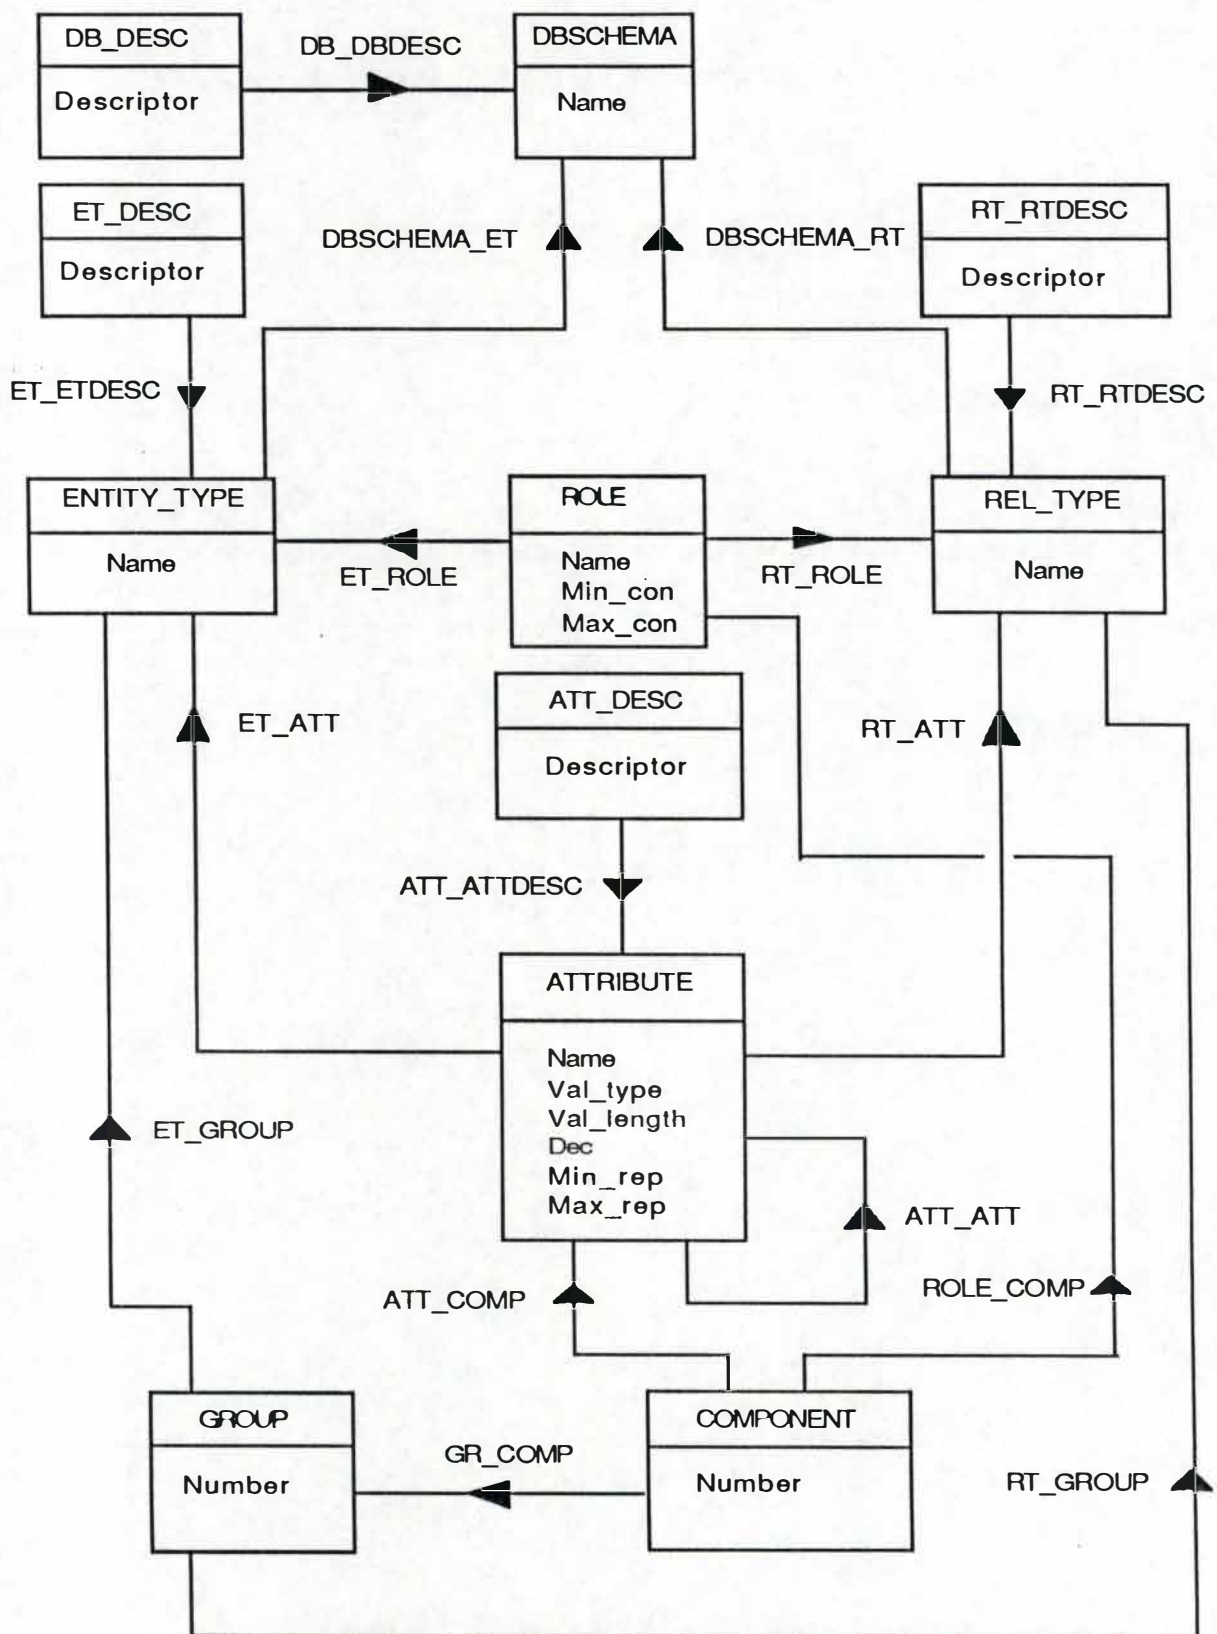 DB_DESC
Descriptor
DB_DBDESC
DBSCHEMA
Name
ET_DESC
Descriptor
DBSCHEMA_ET
DBSCHEMA_RT
RT_RTDESC
Descriptor
ET_ETDESC
RT_RTDESC
ENTITY_TYPE
Name
ET_ROLE
ROLE
Name
Min_con
Max_con
RT_ROLE
REL_TYPE
Name
ET_ATT
ATT_DESC
Descriptor
RT_ATT
ATT_ATTDESC
ATTRIBUTE
Name
Val_type
Val_length
Dec
Min_rep
Max_rep
ET_GROUP
ATT_ATT
ATT_COMP
ROLE_COMP
GROUP
Number
GR_COMP
COMPONENT
Number
RT_GROUP